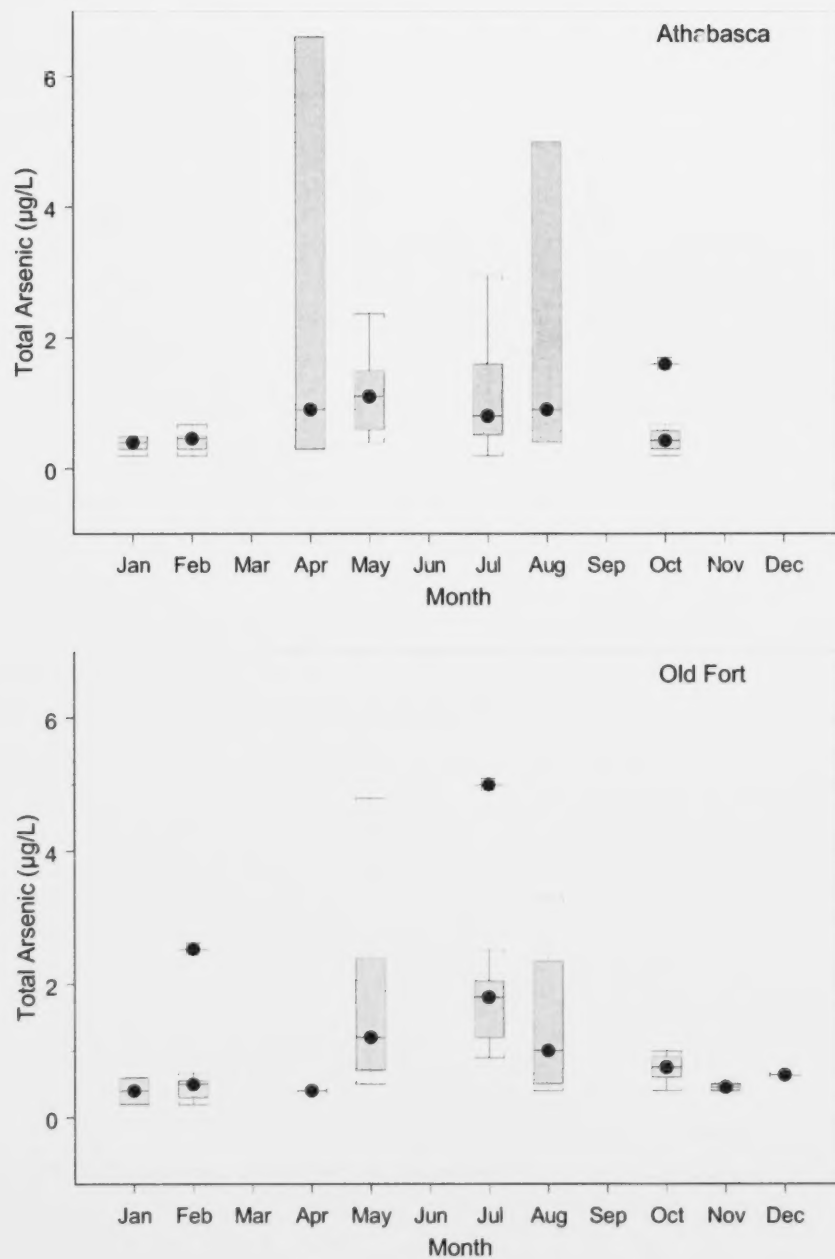 Athabasca
6
4
2
0
Total Arsenic (µg/L)
Jan Feb Mar Apr May Jun Jul Aug Sep Oct Nov Dec
Month
Old Fort
6
4
2
0
Total Arsenic (µg/L)
Jan Feb Mar Apr May Jun Jul Aug Sep Oct Nov Dec
Month